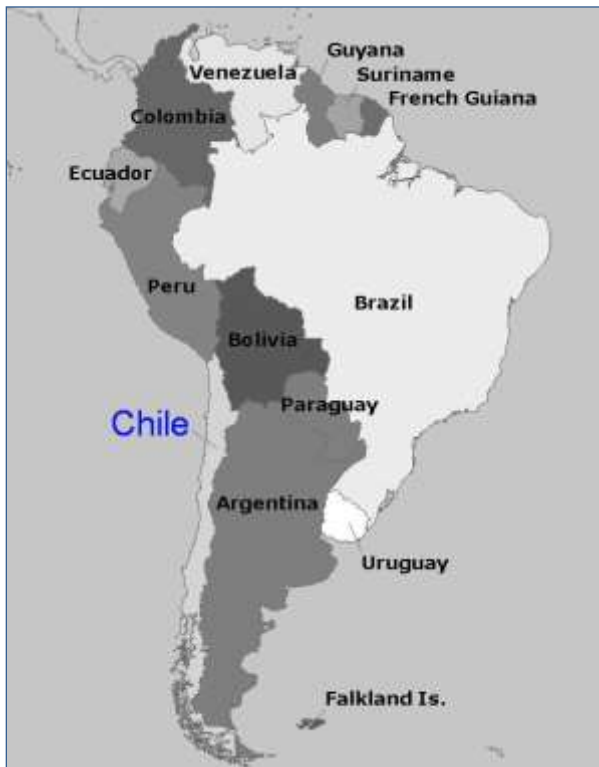 Guyana
Suriname
Venezuela
French Guiana
Colombia
Ecuador
Peru
Brazil
Bolivia
Paraguay
Chile
Argentina
Uruguay
Falkland Is.